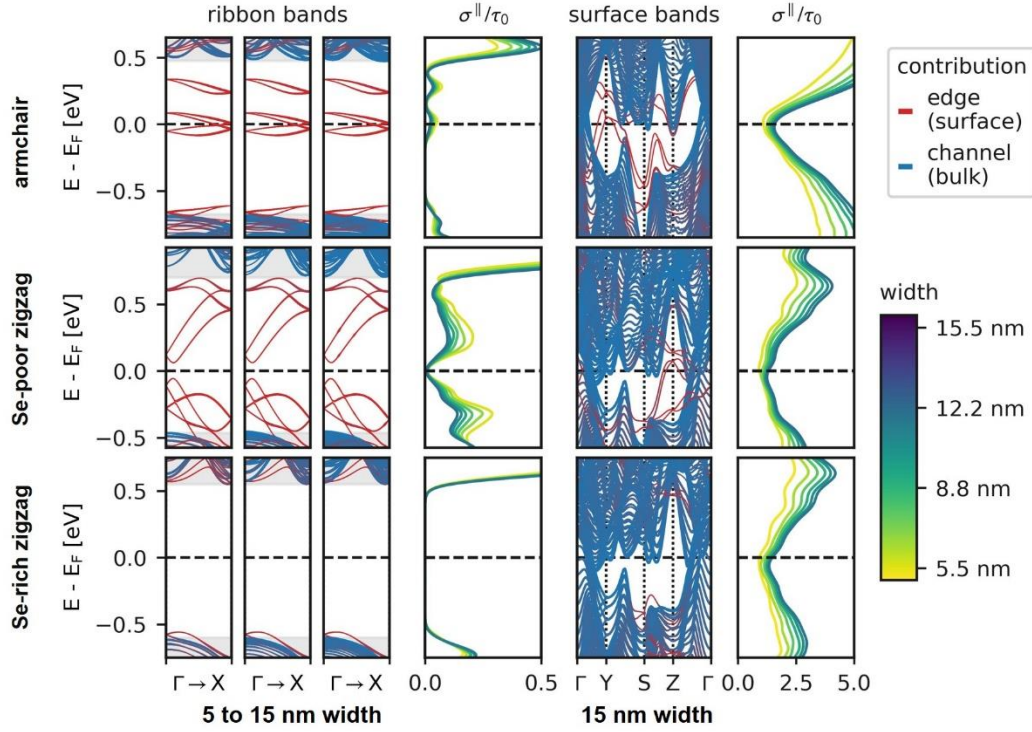 ribbon bands
σ∥/τ0
surface bands
σ∥/τ0
armchair
E - EF [eV]
0.5
0.0
−0.5
Se-poor zigzag
E - EF [eV]
0.5
0.0
−0.5
Se-rich zigzag
E - EF [eV]
0.5
0.0
−0.5
Γ → X
Γ → X
Γ → X
0.0
0.5
Γ
Y
S
Z
Γ
0.0
2.5
5.0
5 to 15 nm width
15 nm width
contribution
edge
(surface)
channel
(bulk)
width
15.5 nm
12.2 nm
8.8 nm
5.5 nm